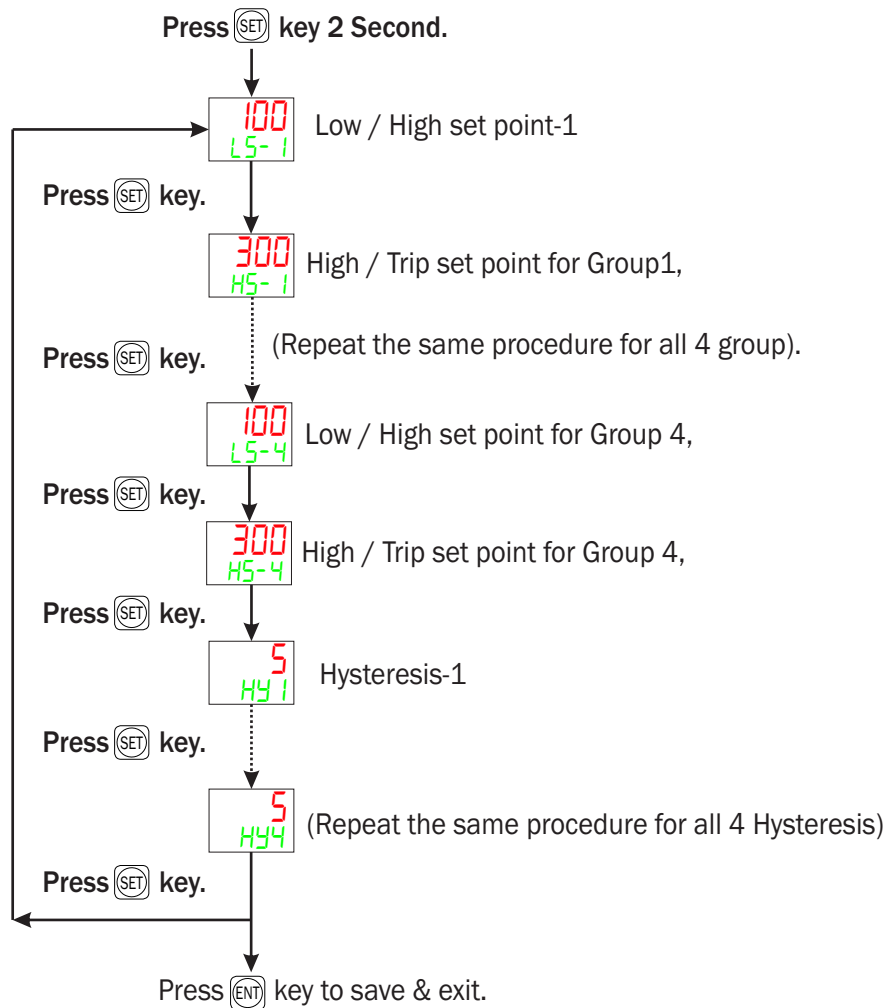 Press SET key 2 Second.
100
LS-1
Low / High set point-1
Press SET key.
300
HS-1
High / Trip set point for Group1,
(Repeat the same procedure for all 4 group).
Press SET key.
100
LS-4
Low / High set point for Group 4,
Press SET key.
300
HS-4
High / Trip set point for Group 4,
Press SET key.
5
HY1
Hysteresis-1
Press SET key.
5
HY4
(Repeat the same procedure for all 4 Hysteresis)
Press SET key.
Press ENT key to save & exit.